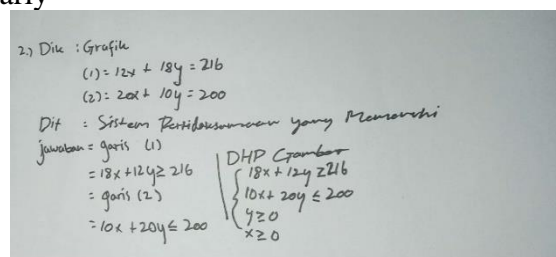 arry
2.) Dik : Grafik
(1) = 12x + 18y = 216
(2) = 20x + 10y = 200
Dit : Sistem Pertidaksamaan yang Memenuhi
jawaban = garis (1)
= 18x + 12y ≥ 216
= garis (2)
= 10x + 20y ≤ 200
DHP Gambar
18x + 12y ≥ 216
10x + 20y ≤ 200
y ≥ 0
x ≥ 0